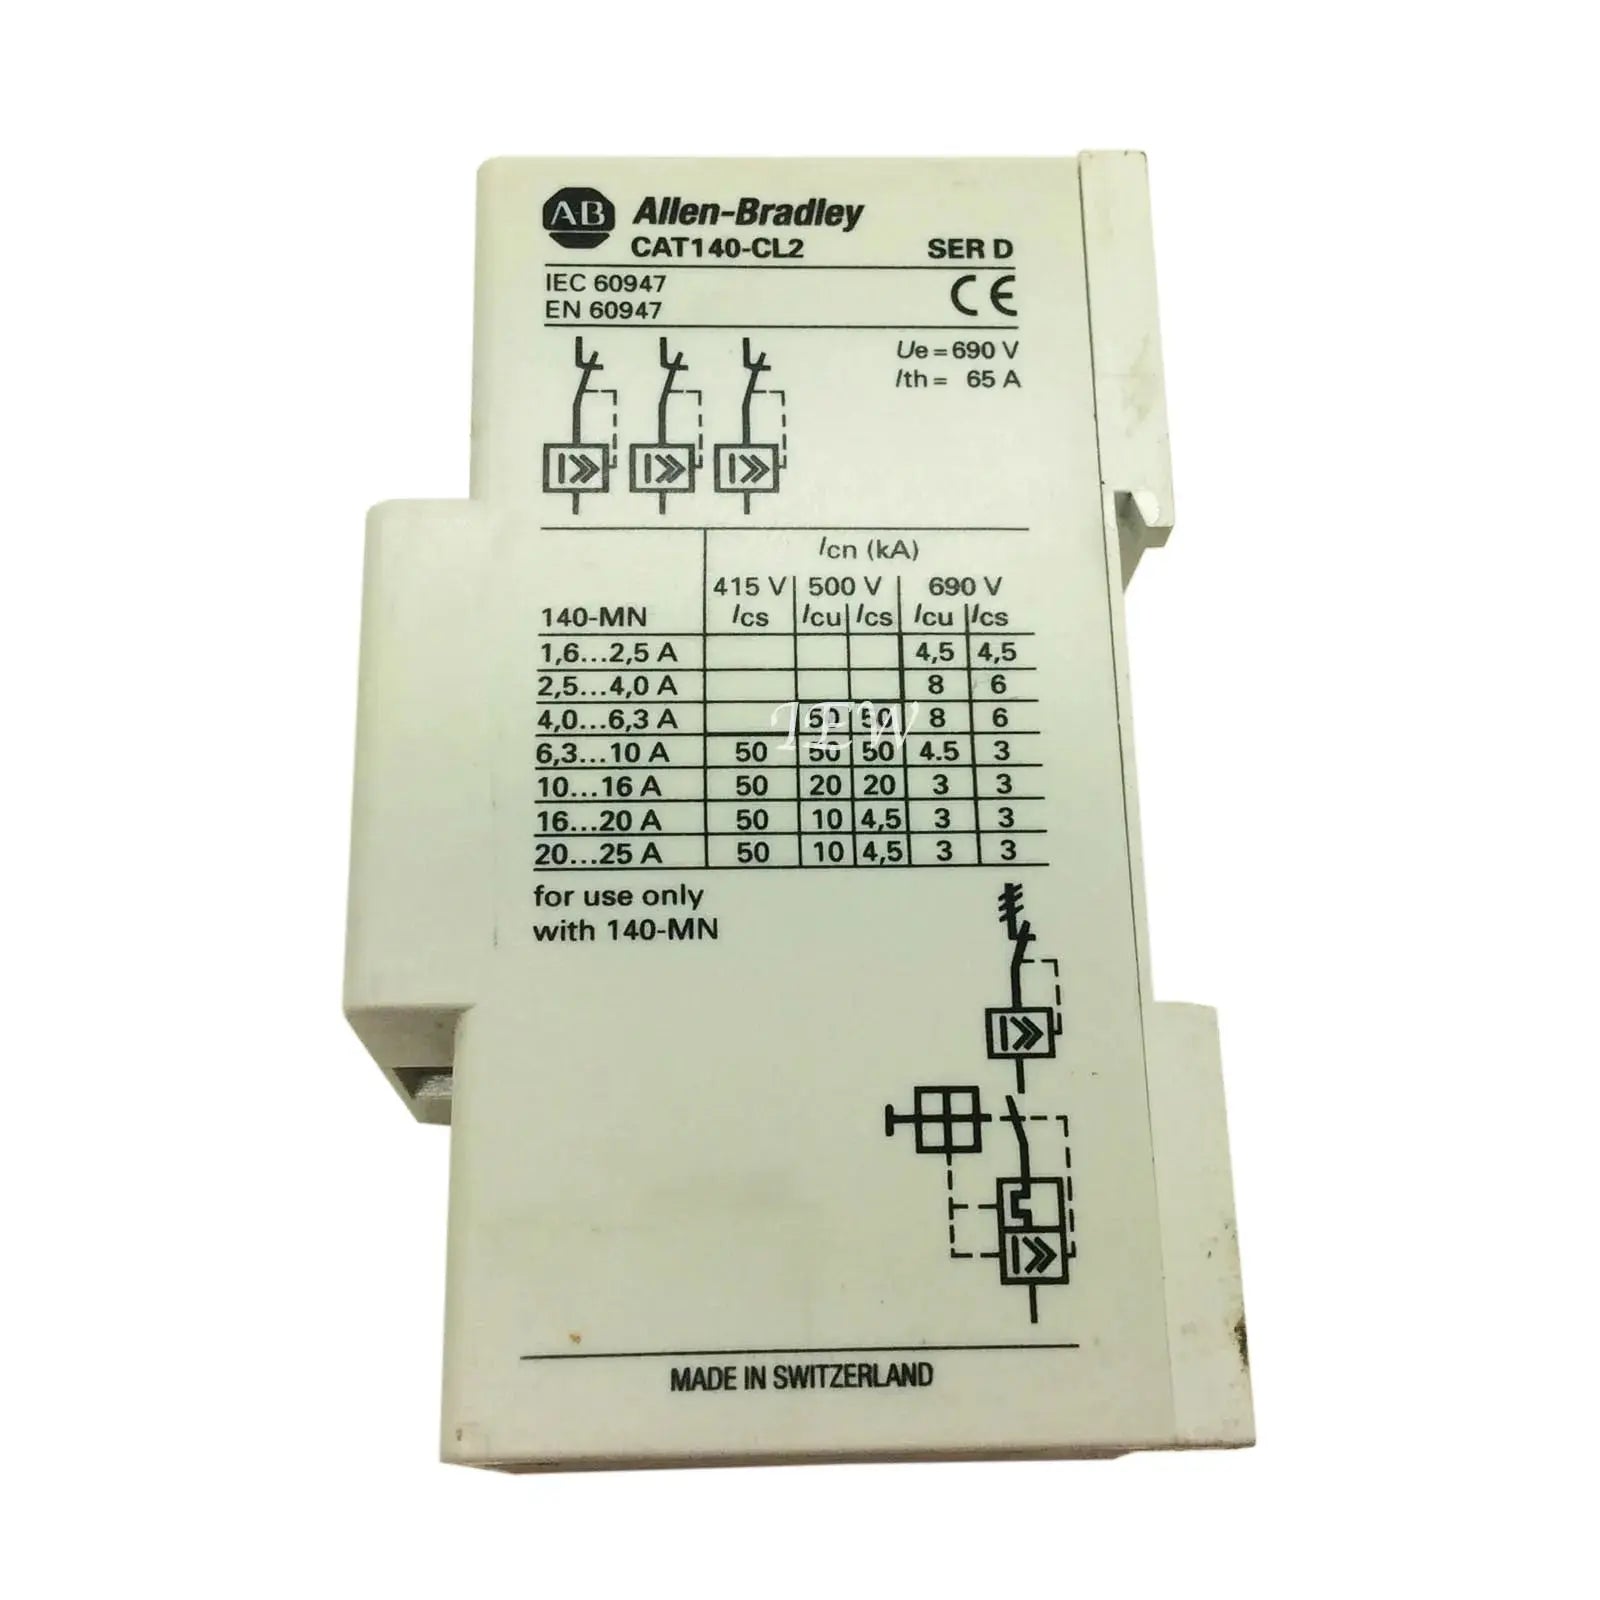 AB Allen-Bradley
CAT140-CL2 SER D
IEC 60947
EN 60947 CE
Ue = 690 V
Ith = 65 A
Icn (kA)
415 V 500 V 690 V
140-MN Ics Icu Ics Icu Ics
1,6...2,5 A 4,5 4,5
2,5...4,0 A 8 6
4,0...6,3 A 50 50 8 6
IEW
6,3...10 A 50 50 50 4.5 3
10...16 A 50 20 20 3 3
16...20 A 50 10 4,5 3 3
20...25 A 50 10 4,5 3 3
for use only
with 140-MN
MADE IN SWITZERLAND